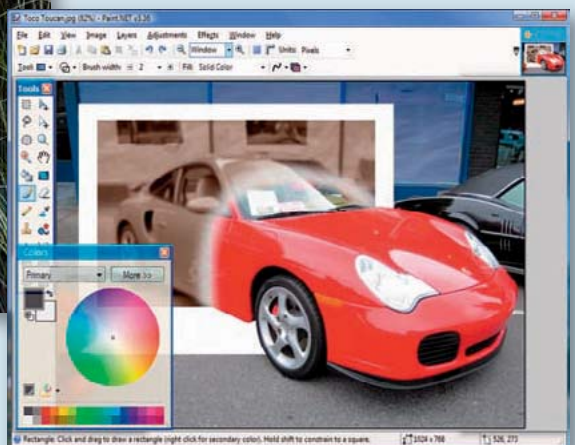 Toco Toucan.jpg (82%) - Paint.NET v3.36
File Edit View Image Layers Adjustments Effects Window Help
Window Units: Pixels
Tool: Brush width: 2 Fill: Solid Color
Tools
Colors
Primary More >>
Rectangle: Click and drag to draw a rectangle (right click for secondary color). Hold shift to constrain to a square. 1024 x 768 526, 273